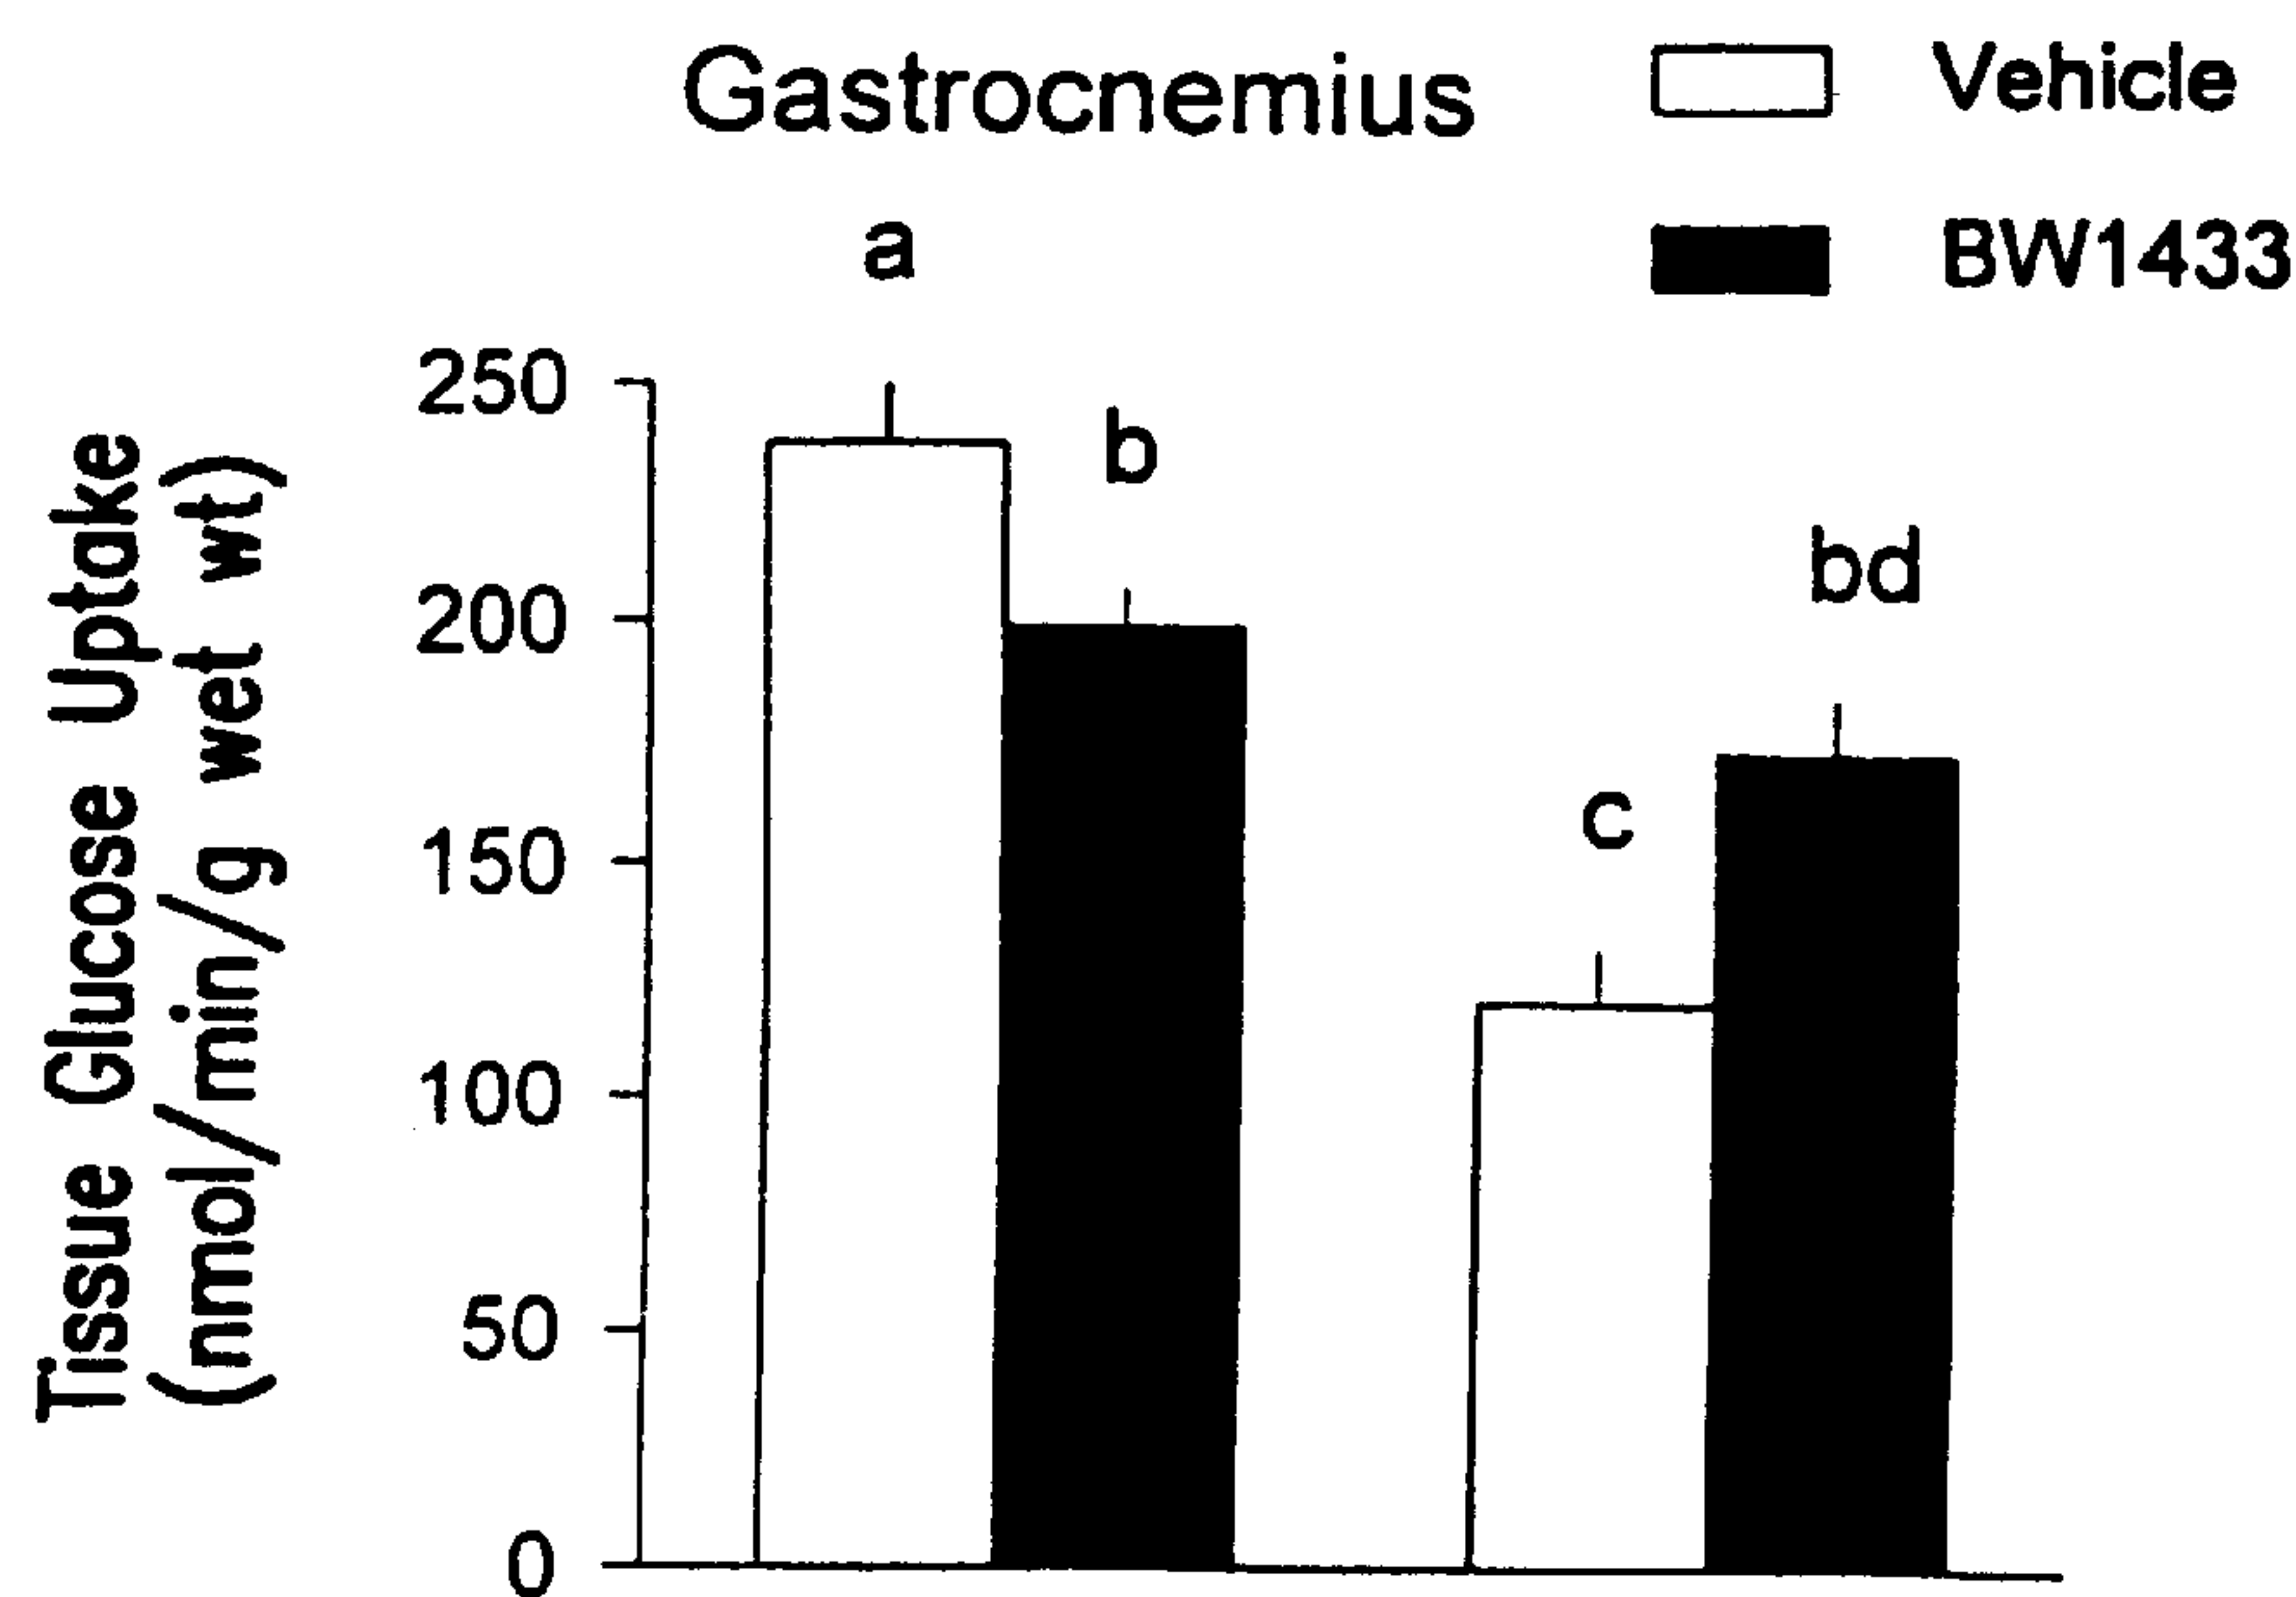 Gastrocnemius
Vehicle
BW1433
a
b
c
bd
250
200
150
100
50
0
Tissue Glucose Uptake
(nmol/min/g wet wt)